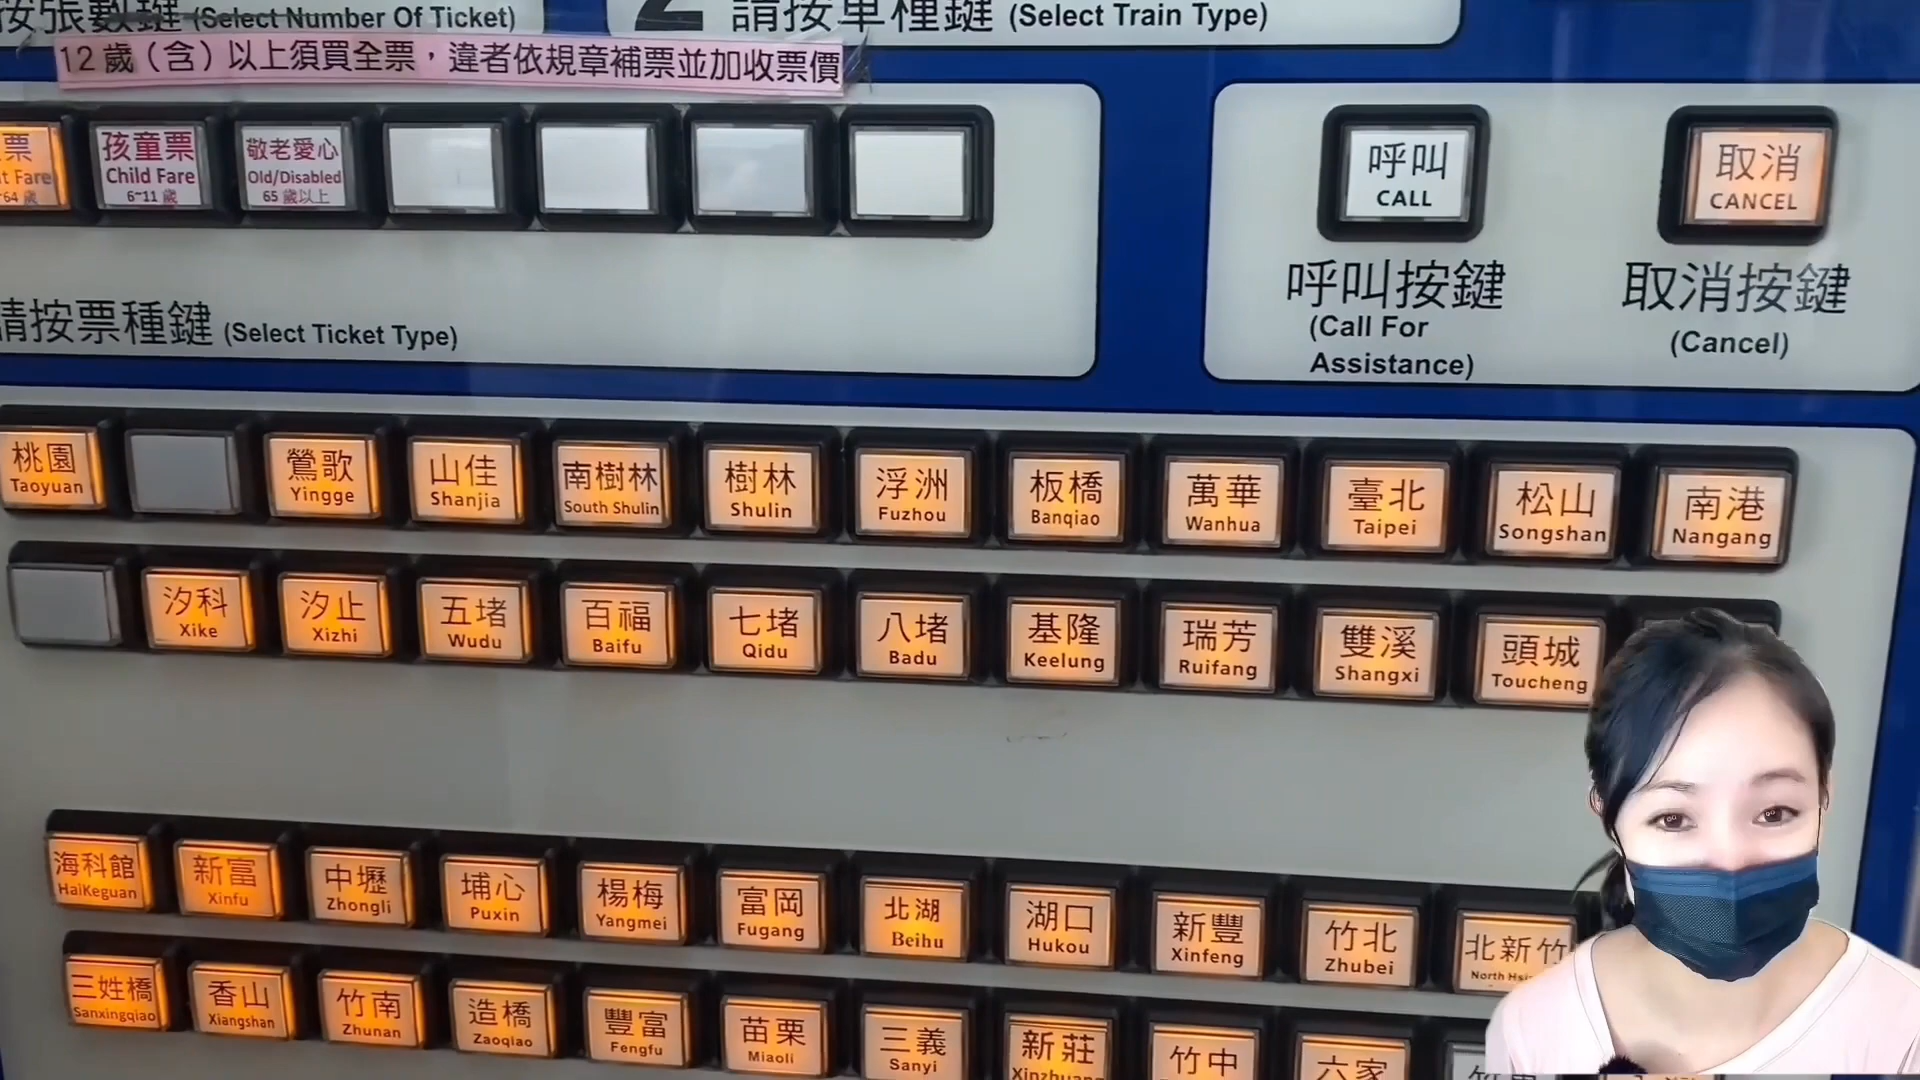 按張數鍵 (Select Number Of Ticket)
2 請按車種鍵 (Select Train Type)
12 歲（含）以上須買全票，違者依規章補票並加收票價
票
t Fare
64 歲
孩童票
Child Fare
6~11 歲
敬老愛心
Old/Disabled
65 歲以上
呼叫
CALL
取消
CANCEL
呼叫按鍵
(Call For
Assistance)
取消按鍵
(Cancel)
請按票種鍵 (Select Ticket Type)
桃園
Taoyuan
鶯歌
Yingge
山佳
Shanjia
南樹林
South Shulin
樹林
Shulin
浮洲
Fuzhou
板橋
Banqiao
萬華
Wanhua
臺北
Taipei
松山
Songshan
南港
Nangang
汐科
Xike
汐止
Xizhi
五堵
Wudu
百福
Baifu
七堵
Qidu
八堵
Badu
基隆
Keelung
瑞芳
Ruifang
雙溪
Shangxi
頭城
Toucheng
海科館
HaiKeguan
新富
Xinfu
中壢
Zhongli
埔心
Puxin
楊梅
Yangmei
富岡
Fugang
北湖
Beihu
湖口
Hukou
新豐
Xinfeng
竹北
Zhubei
北新竹
North
三姓橋
Sanxingqiao
香山
Xiangshan
竹南
Zhunan
造橋
Zaoqiao
豐富
Fengfu
苗栗
Miaoli
三義
Sanyi
新莊
Xinzhuang
竹中
六家